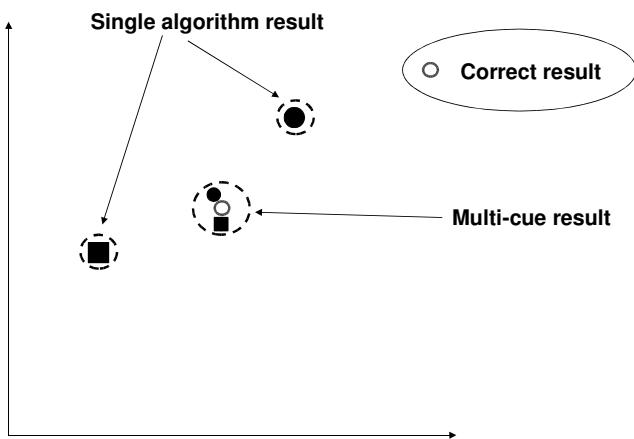 Single algorithm result
Correct result
Multi-cue result